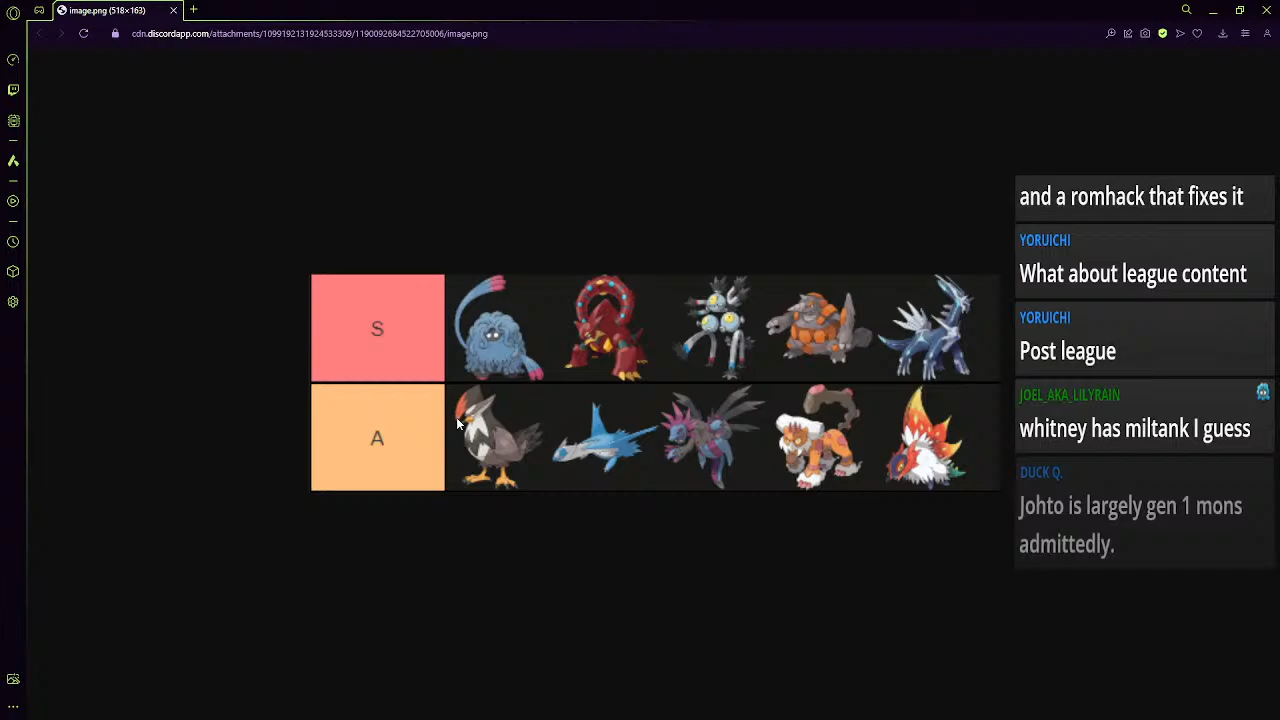 image.png (518×163)
cdn.discordapp.com/attachments/1099192131924533309/1190092684522705006/image.png
S
A
and a romhack that fixes it
YORUICHI
What about league content
YORUICHI
Post league
JOEL_AKA_LILYRAIN
whitney has miltank I guess
DUCK Q.
Johto is largely gen 1 mons
admittedly.